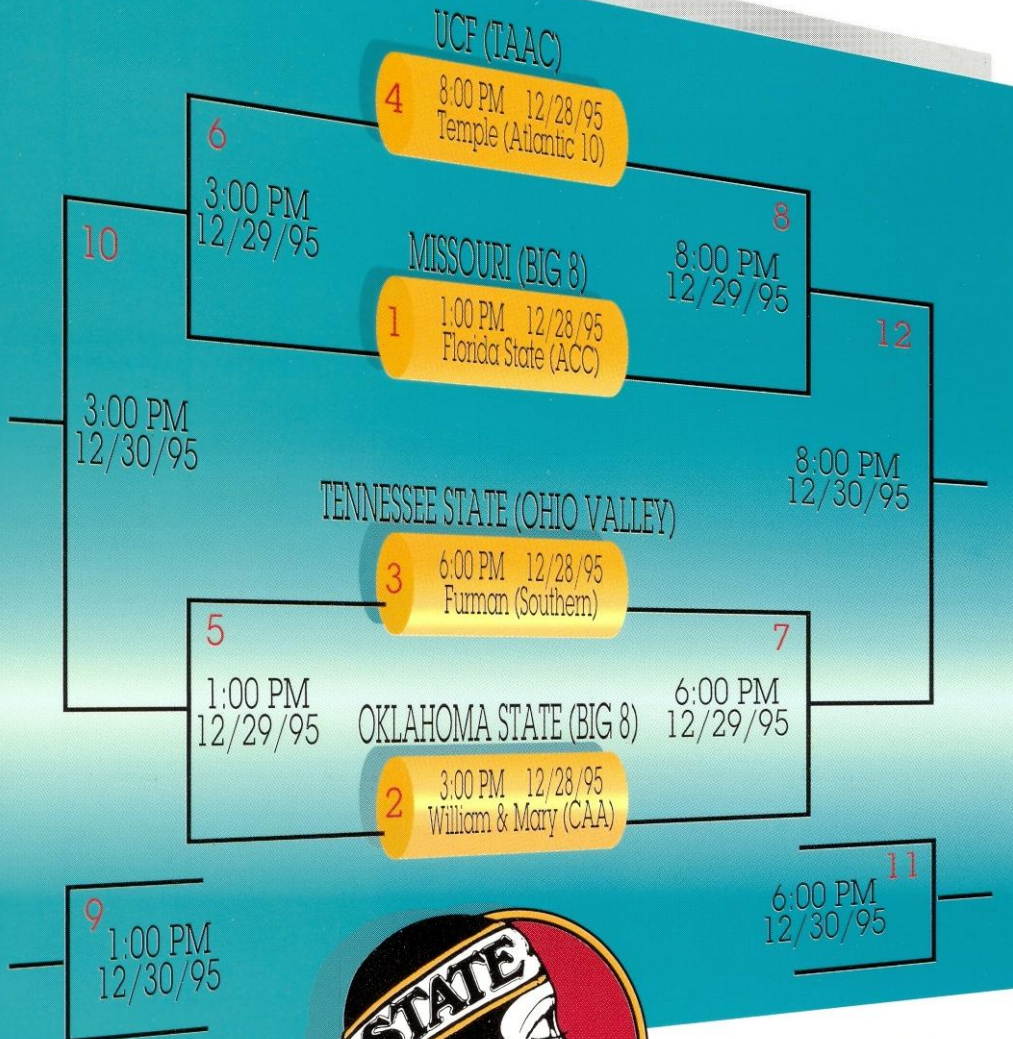 UCF (TAAC)
4
8:00 PM 12/28/95
Temple (Atlantic 10)
6
3:00 PM
12/29/95
8
8:00 PM
12/29/95
10
3:00 PM
12/30/95
MISSOURI (BIG 8)
1
1:00 PM 12/28/95
Florida State (ACC)
12
8:00 PM
12/30/95
TENNESSEE STATE (OHIO VALLEY)
3
6:00 PM 12/28/95
Furman (Southern)
5
1:00 PM
12/29/95
7
6:00 PM
12/29/95
OKLAHOMA STATE (BIG 8)
2
3:00 PM 12/28/95
William & Mary (CAA)
9
1:00 PM
12/30/95
11
6:00 PM
12/30/95
STATE